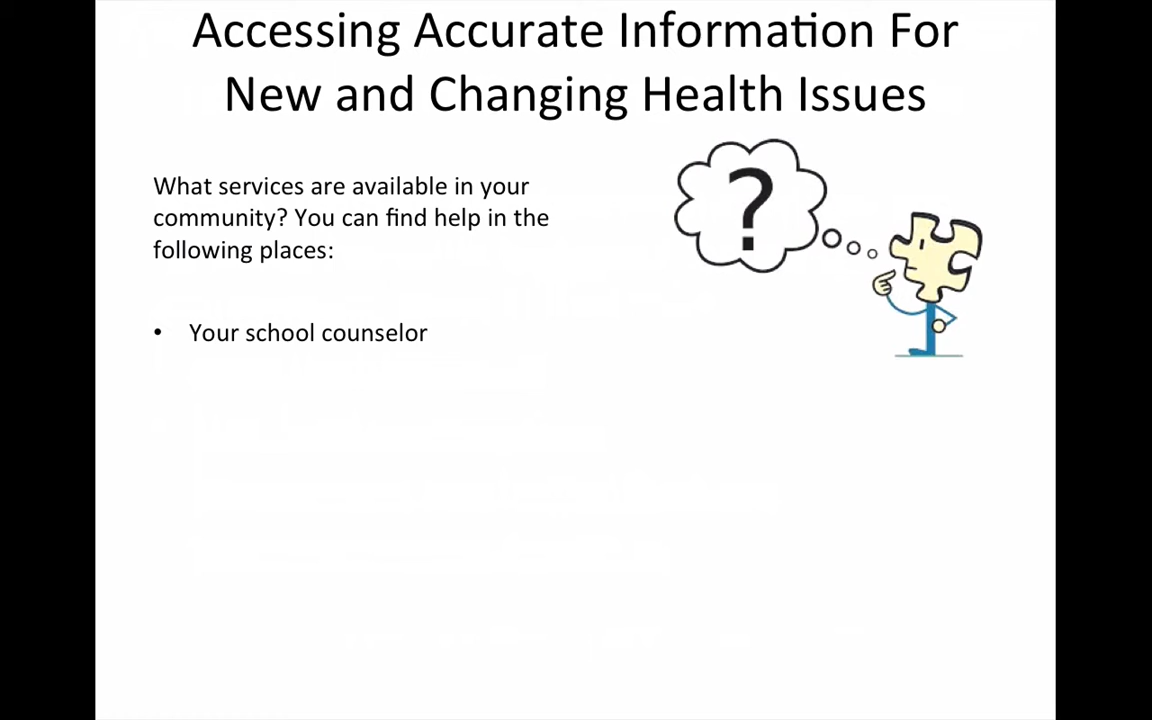 Accessing Accurate Information For
New and Changing Health Issues
What services are available in your
community? You can find help in the
following places:
• Your school counselor
?